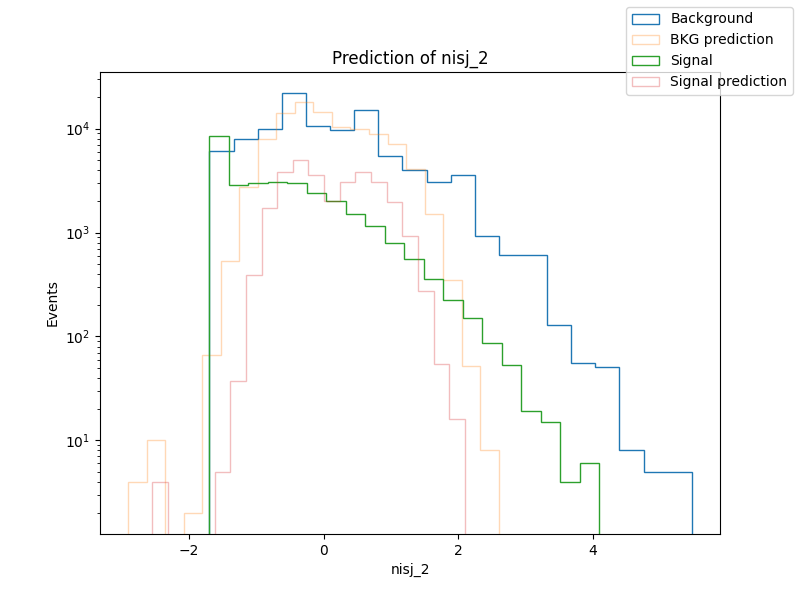 Prediction of nisj_2
Background
BKG prediction
Signal
Signal prediction
Events
10^4
10^3
10^2
10^1
−2
0
2
4
nisj_2